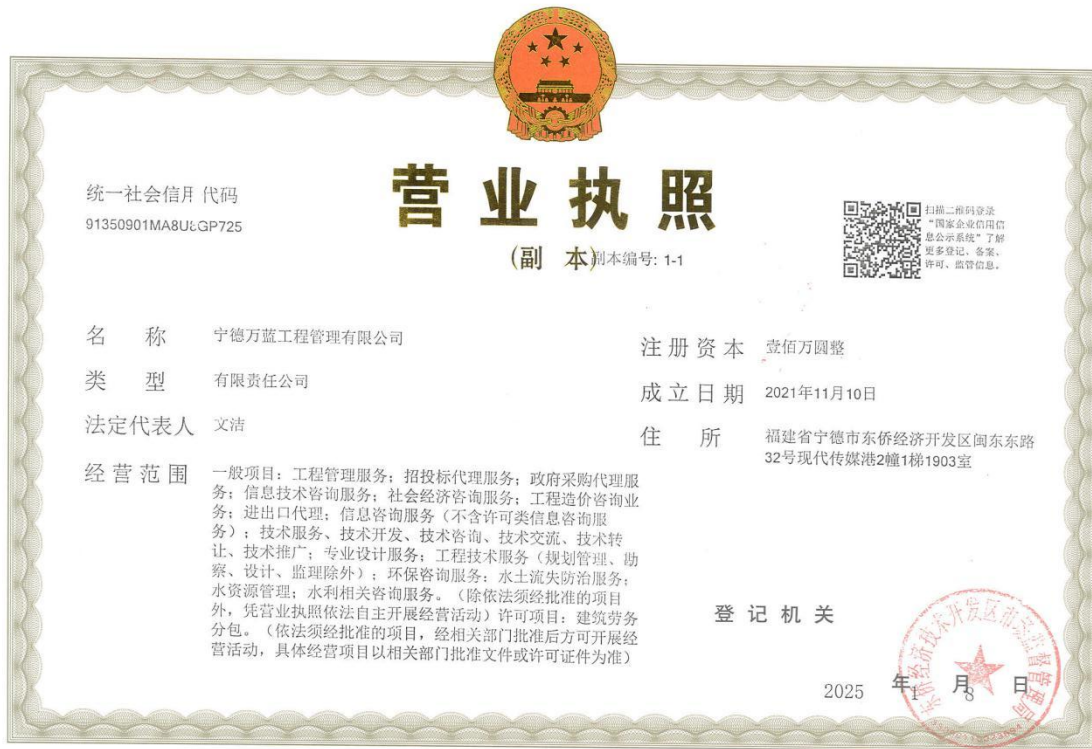 营业执照
(副 本)副本编号: 1-1
统一社会信用代码
扫描二维码登录
“国家企业信用信
息公示系统”了解
更多登记、备案、
许可、监管信息。
名 称 宁德万蓝工程管理有限公司
类 型 有限责任公司
法定代表人 文洁
经营范围 一般项目：工程管理服务；招投标代理服务；政府采购代理服
务；信息技术咨询服务；社会经济咨询服务；工程造价咨询业
务；进出口代理；信息咨询服务（不含许可类信息咨询服
务）；技术服务、技术开发、技术咨询、技术交流、技术转
让、技术推广；专业设计服务；工程技术服务（规划管理、勘
察、设计、监理除外）；环保咨询服务；水土流失防治服务；
水资源管理；水利相关咨询服务。（除依法须经批准的项目
外，凭营业执照依法自主开展经营活动）许可项目：建筑劳务
分包。（依法须经批准的项目，经相关部门批准后方可开展经
营活动，具体经营项目以相关部门批准文件或许可证件为准）
注册资本 壹佰万圆整
成立日期 2021年11月10日
住 所 福建省宁德市东侨经济开发区闽东东路
32号现代传媒港2幢1梯1903室
登记机关
东侨经济技术开发区市场监督管理局
2025 年1 月8 日